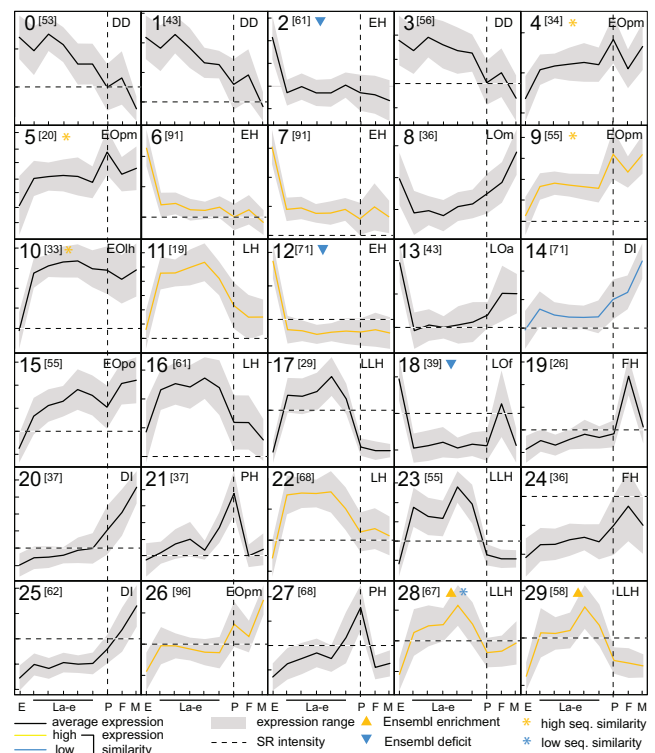 0 [53] DD
1 [43] DD
2 [61] EH
3 [56] DD
4 [34] * EOpm
5 [20] * EOpm
6 [91] EH
7 [91] EH
8 [36] LOm
9 [55] * EOpm
10 [33] * EOlh
11 [19] LH
12 [71] EH
13 [43] LOa
14 [71] DI
15 [55] EOpo
16 [61] LH
17 [29] LLH
18 [39] LOf
19 [26] FH
20 [37] DI
21 [37] PH
22 [68] LH
23 [55] LLH
24 [36] FH
25 [62] DI
26 [96] EOpm
27 [68] PH
28 [67] * LLH
29 [58] LLH
E La-e P F M E La-e P F M E La-e P F M E La-e P F M E La-e P F M
average expression
high expression
low similarity
expression range
SR intensity
Ensembl enrichment
Ensembl deficit
* high seq. similarity
* low seq. similarity